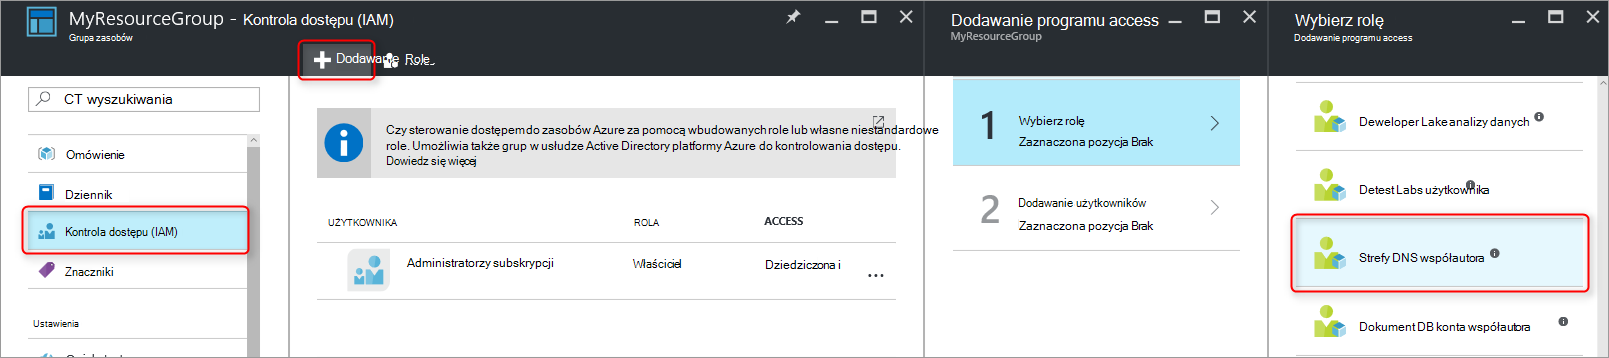 MyResourceGroup - Kontrola dostępu (IAM)
Grupa zasobów
Dodawanie
Role..
CT wyszukiwania
Omówienie
Dziennik
Kontrola dostępu (IAM)
Znaczniki
Ustawienia
Czy sterowanie dostępem do zasobów Azure za pomocą wbudowanych role lub własne niestandardowe
role. Umożliwia także grup w usłudze Active Directory platformy Azure do kontrolowania dostępu.
Dowiedz się więcej
UŻYTKOWNIKA ROLA ACCESS
Administratorzy subskrypcji Właściciel Dziedziczona i ...
Dodawanie programu access
MyResourceGroup
1 Wybierz rolę
Zaznaczona pozycja Brak
2 Dodawanie użytkowników
Zaznaczona pozycja Brak
Wybierz rolę
Dodawanie programu access
Deweloper Lake analizy danych
Detest Labs użytkownika
Strefy DNS współautora
Dokument DB konta współautora